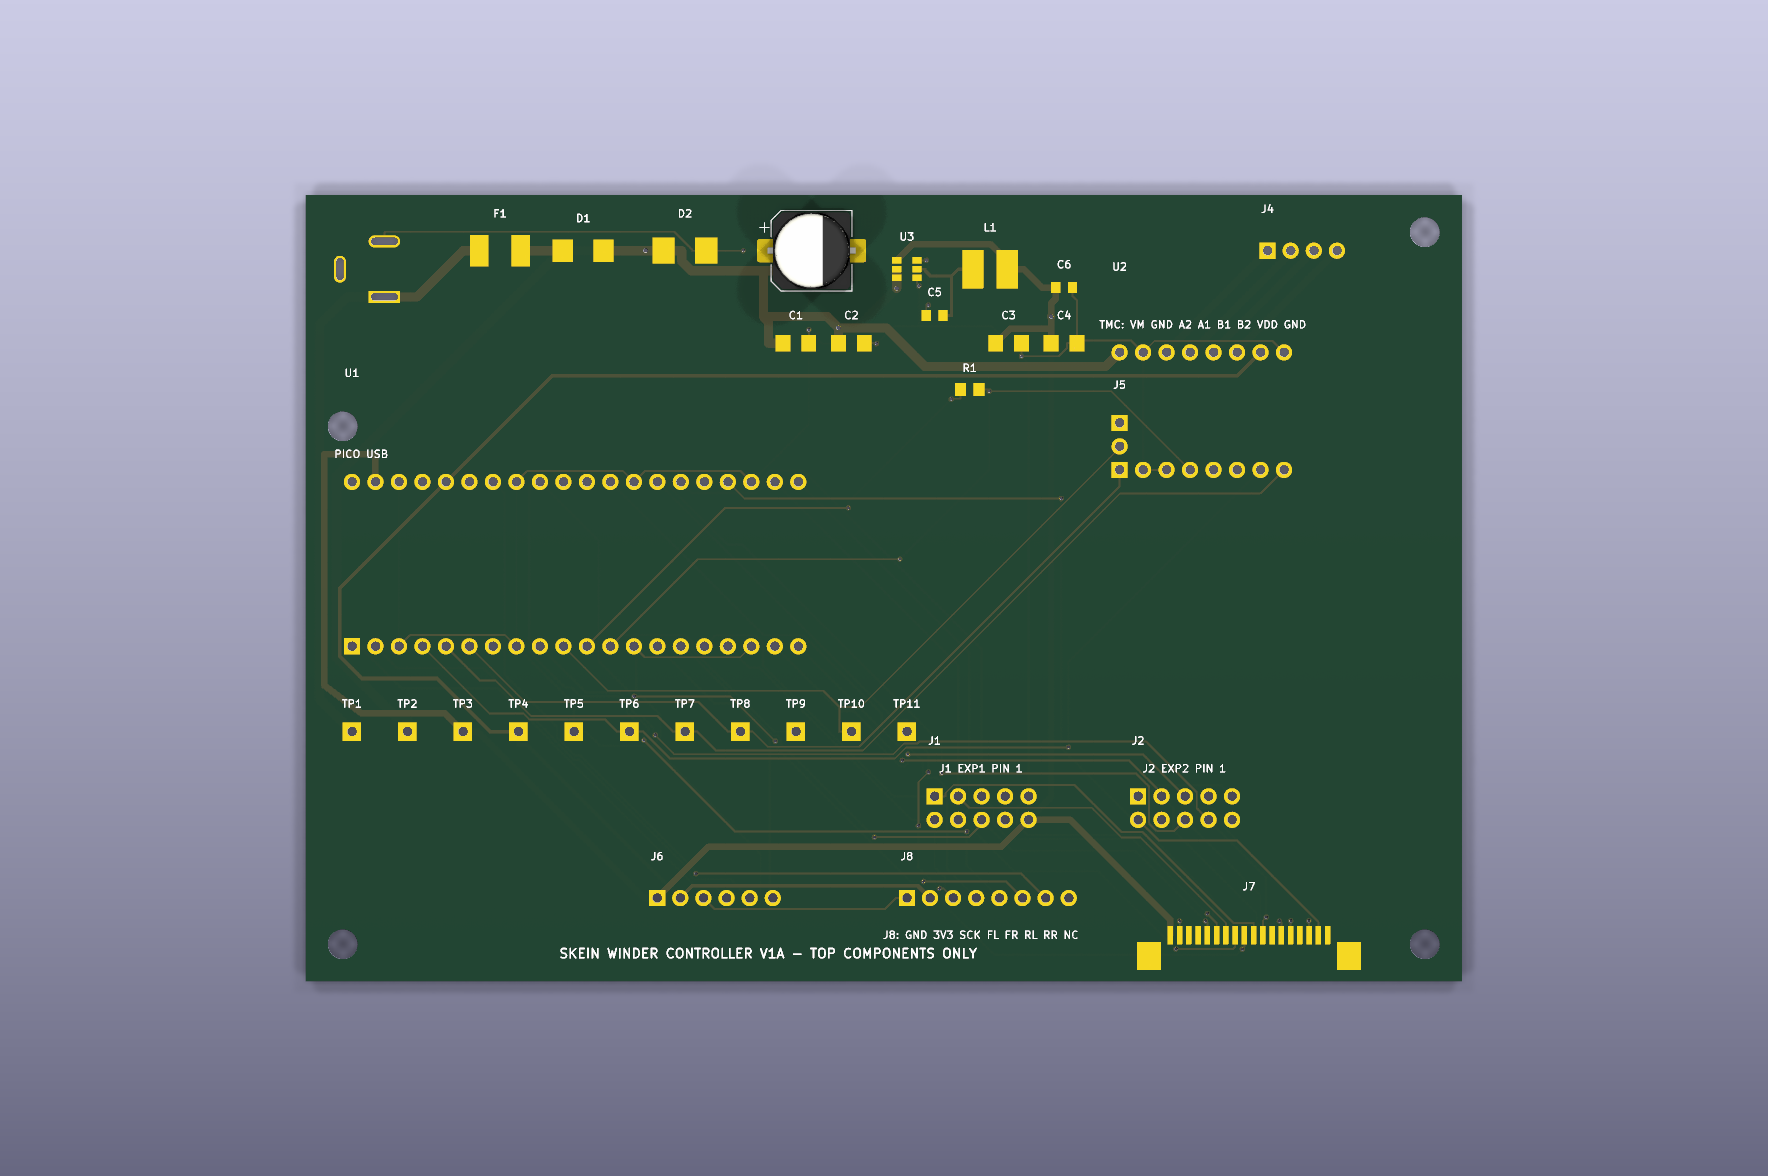 J4
F1
D1
D2
+
U3
L1
C6
U2
C5
C1
C2
C3
C4
TMC: VM GND A2 A1 B1 B2 VDD GND
R1
U1
J5
PICO USB
TP1
TP2
TP3
TP4
TP5
TP6
TP7
TP8
TP9
TP10
TP11
J1
J2
J1 EXP1 PIN 1
J2 EXP2 PIN 1
J6
J8
J7
J8: GND 3V3 SCK FL FR RL RR NC
SKEIN WINDER CONTROLLER V1A — TOP COMPONENTS ONLY